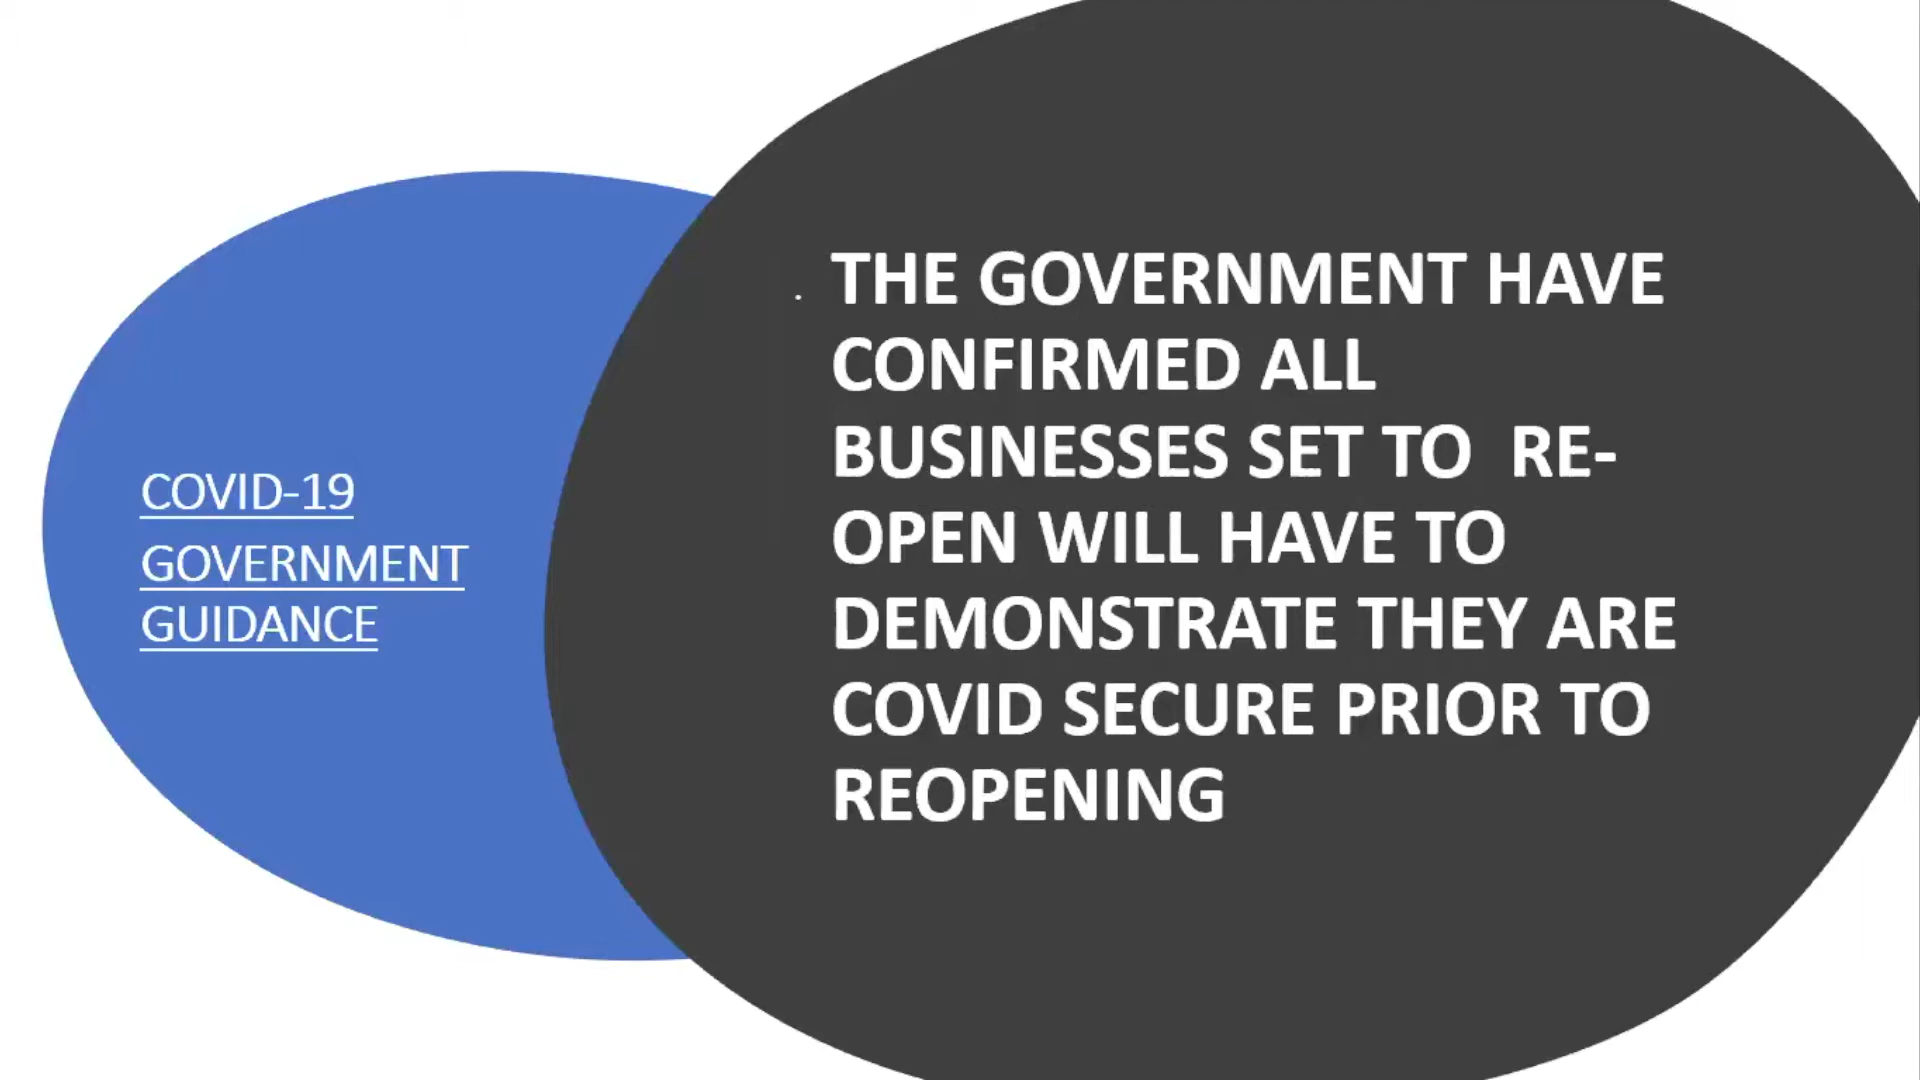 COVID-19
GOVERNMENT
GUIDANCE
. THE GOVERNMENT HAVE
CONFIRMED ALL
BUSINESSES SET TO  RE-
OPEN WILL HAVE TO
DEMONSTRATE THEY ARE
COVID SECURE PRIOR TO
REOPENING